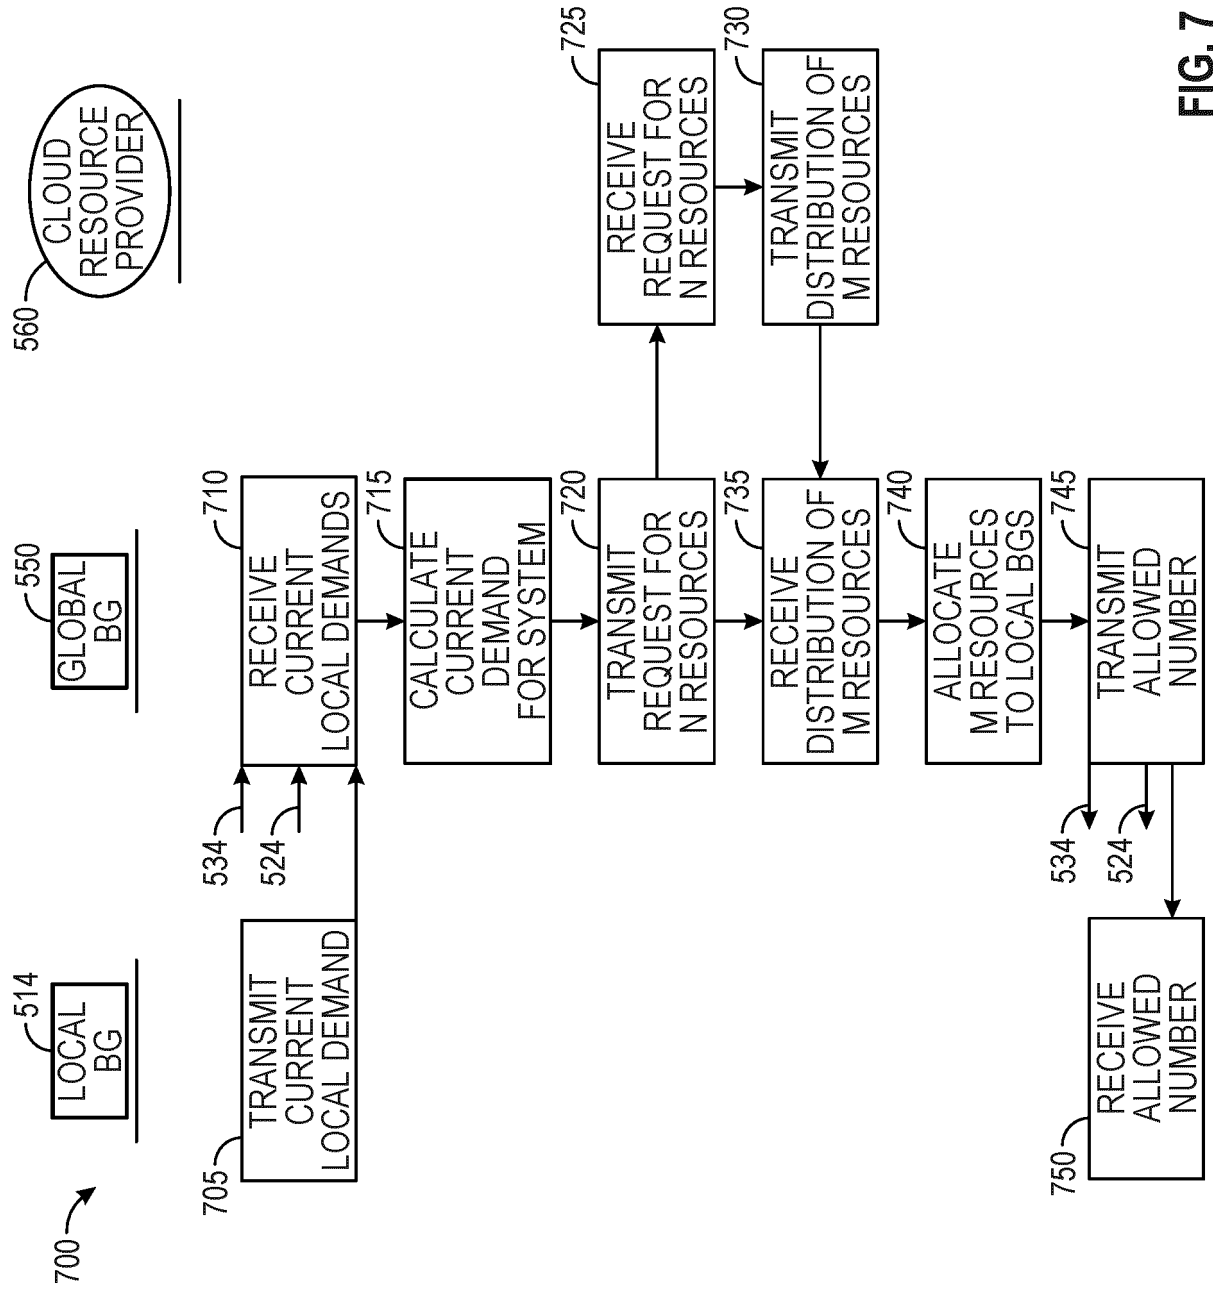 700
LOCAL
BG
514
GLOBAL
BG
550
CLOUD
RESOURCE
PROVIDER
560
705
TRANSMIT
CURRENT
LOCAL DEMAND
534
524
710
RECEIVE
CURRENT
LOCAL DEMANDS
715
CALCULATE
CURRENT
DEMAND
FOR SYSTEM
720
TRANSMIT
REQUEST FOR
N RESOURCES
725
RECEIVE
REQUEST FOR
N RESOURCES
730
TRANSMIT
DISTRIBUTION OF
M RESOURCES
735
RECEIVE
DISTRIBUTION OF
M RESOURCES
740
ALLOCATE
M RESOURCES
TO LOCAL BGS
745
TRANSMIT
ALLOWED
NUMBER
534
524
750
RECEIVE
ALLOWED
NUMBER
FIG. 7